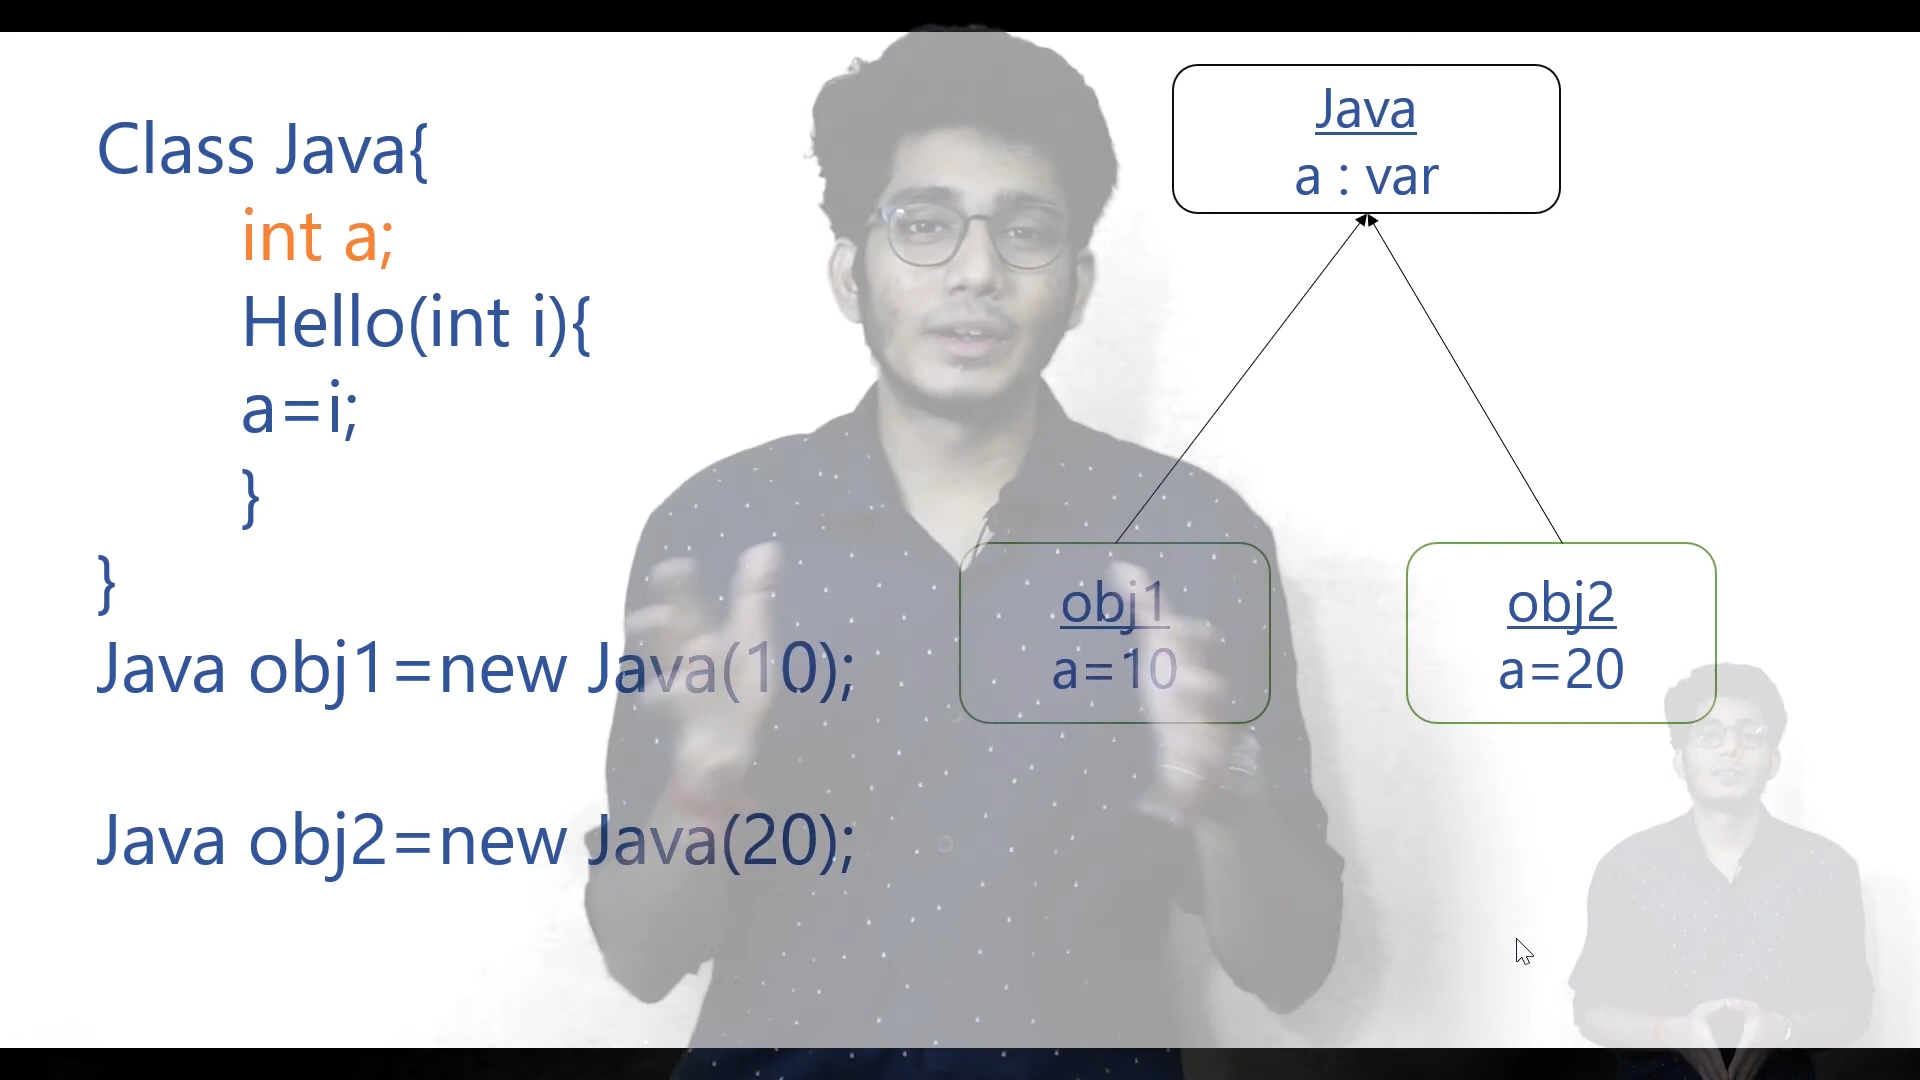 Class Java{
int a;
Hello(int i){
a=i;
}
}
Java obj1=new Java(10);
Java obj2=new Java(20);
Java
a : var
obj1
a=10
obj2
a=20